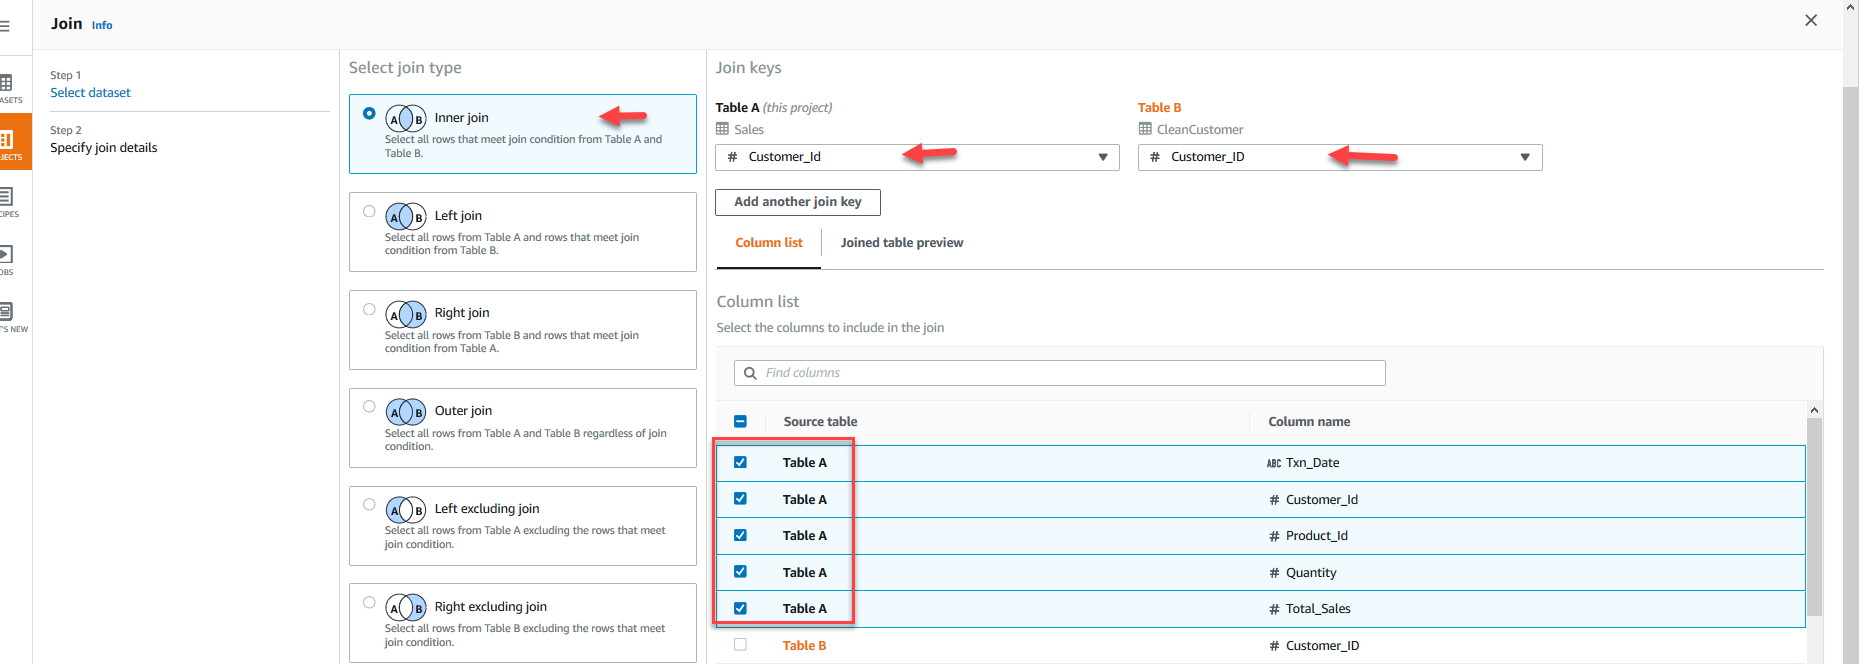 Join Info
ASETS
JECTS
CIPES
OBS
T'S NEW
Step 1
Select dataset
Step 2
Specify join details
Select join type
A B Inner join
Select all rows that meet join condition from Table A and
Table B.
A B Left join
Select all rows from Table A and rows that meet join
condition from Table B.
A B Right join
Select all rows from Table B and rows that meet join
condition from Table A.
A B Outer join
Select all rows from Table A and Table B regardless of join
condition.
A B Left excluding join
Select all rows from Table A excluding the rows that meet
join condition.
A B Right excluding join
Select all rows from Table B excluding the rows that meet
join condition.
Join keys
Table A (this project)
Sales
# Customer_Id
Table B
CleanCustomer
# Customer_ID
Add another join key
Column list Joined table preview
Column list
Select the columns to include in the join
Find columns
Source table Column name
Table A ABC Txn_Date
Table A # Customer_Id
Table A # Product_Id
Table A # Quantity
Table A # Total_Sales
Table B # Customer_ID